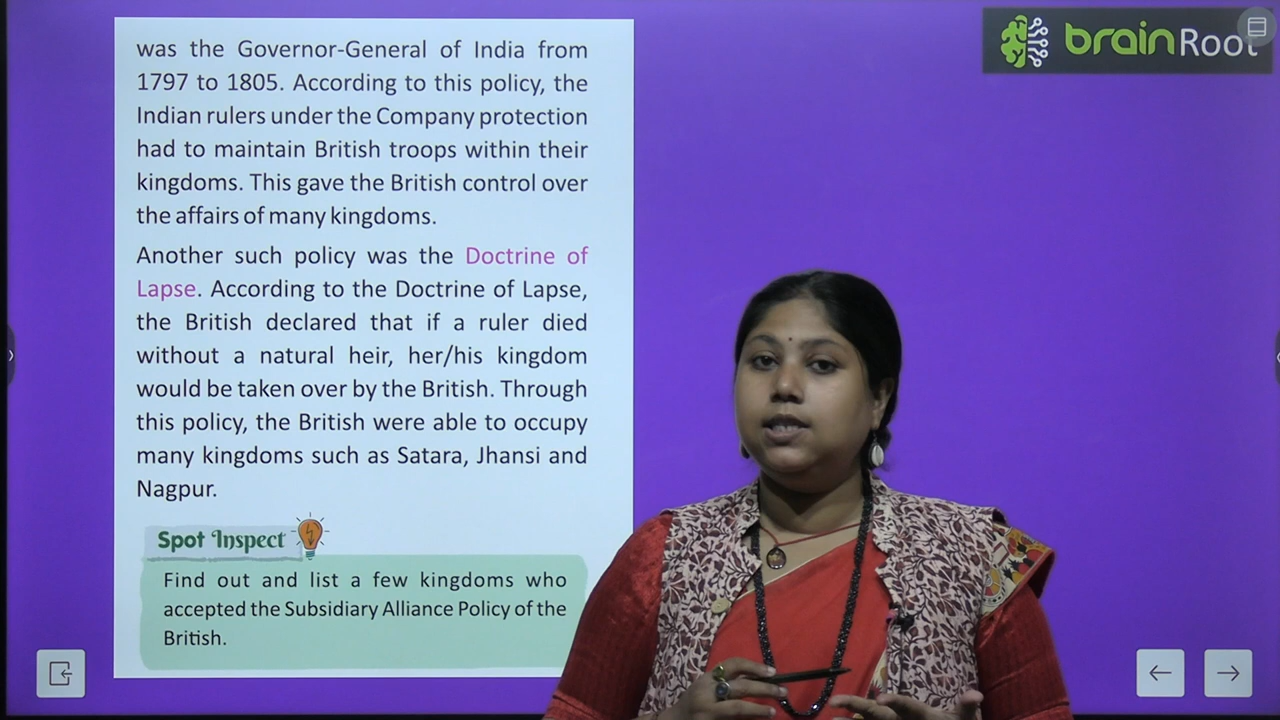 was the Governor-General of India from
1797 to 1805. According to this policy, the
Indian rulers under the Company protection
had to maintain British troops within their
kingdoms. This gave the British control over
the affairs of many kingdoms.
Another such policy was the Doctrine of
Lapse. According to the Doctrine of Lapse,
the British declared that if a ruler died
without a natural heir, her/his kingdom
would be taken over by the British. Through
this policy, the British were able to occupy
many kingdoms such as Satara, Jhansi and
Nagpur.
Spot Inspect
Find out and list a few kingdoms who
accepted the Subsidiary Alliance Policy of the
British.
brainRoot